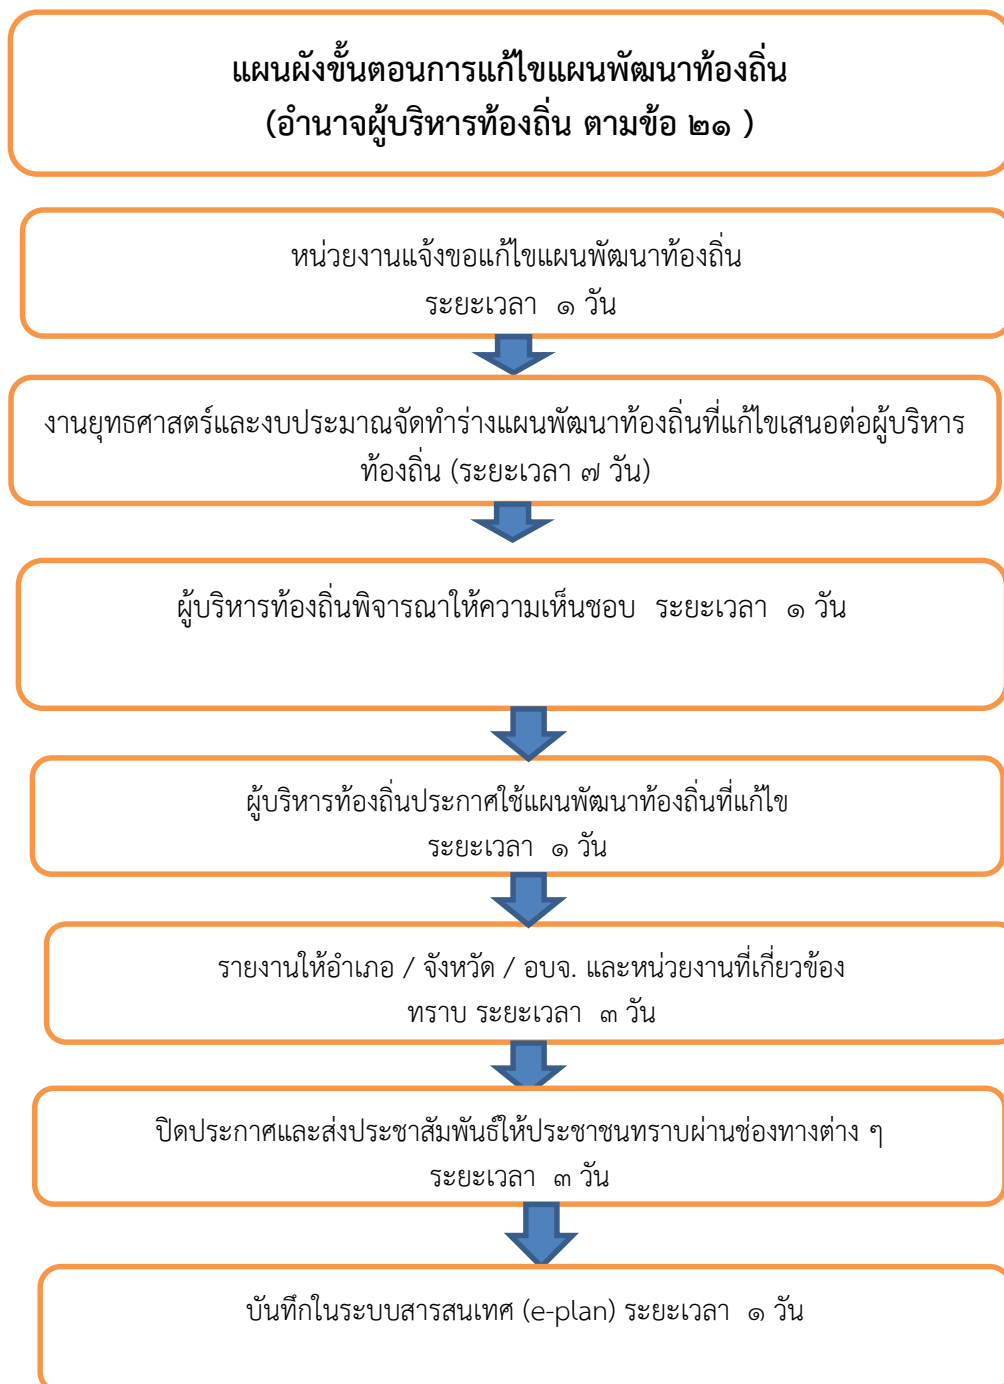 แผนผังขั้นตอนการแก้ไขแผนพัฒนาท้องถิ่น
(อำนาจผู้บริหารท้องถิ่น ตามข้อ ๒๑ )
หน่วยงานแจ้งขอแก้ไขแผนพัฒนาท้องถิ่น
ระยะเวลา ๑ วัน
งานยุทธศาสตร์และงบประมาณจัดทำร่างแผนพัฒนาท้องถิ่นที่แก้ไขเสนอต่อผู้บริหาร
ท้องถิ่น (ระยะเวลา ๗ วัน)
ผู้บริหารท้องถิ่นพิจารณาให้ความเห็นชอบ ระยะเวลา ๑ วัน
ผู้บริหารท้องถิ่นประกาศใช้แผนพัฒนาท้องถิ่นที่แก้ไข
ระยะเวลา ๑ วัน
รายงานให้อำเภอ / จังหวัด / อบจ. และหน่วยงานที่เกี่ยวข้อง
ทราบ ระยะเวลา ๓ วัน
ปิดประกาศและส่งประชาสัมพันธ์ให้ประชาชนทราบผ่านช่องทางต่าง ๆ
ระยะเวลา ๓ วัน
บันทึกในระบบสารสนเทศ (e-plan) ระยะเวลา ๑ วัน